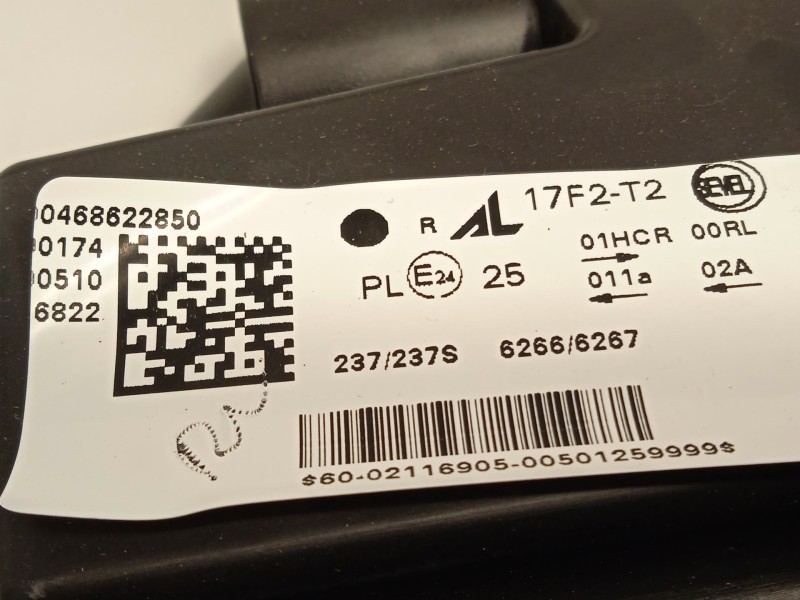 00468622850
00174
00510
6822
R AL 17F2-T2 SEVEL
01HCR 00RL
PL E24 25 011a 02A
237/237S 6266/6267
$60-02116905-00501259999$